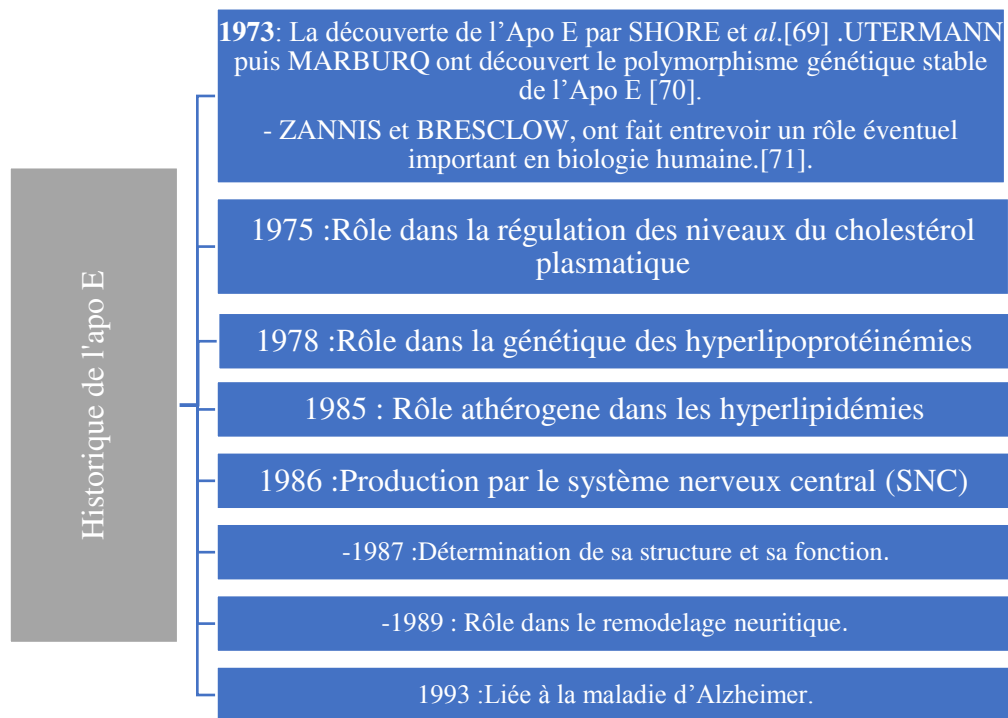 Historique de l'apo E
1973: La découverte de l’Apo E par SHORE et al.[69] .UTERMANN
puis MARBURQ ont découvert le polymorphisme génétique stable
de l’Apo E [70].
- ZANNIS et BRESCLOW, ont fait entrevoir un rôle éventuel
important en biologie humaine.[71].
1975 :Rôle dans la régulation des niveaux du cholestérol
plasmatique
1978 :Rôle dans la génétique des hyperlipoprotéinémies
1985 : Rôle athérogene dans les hyperlipidémies
1986 :Production par le système nerveux central (SNC)
-1987 :Détermination de sa structure et sa fonction.
-1989 : Rôle dans le remodelage neuritique.
1993 :Liée à la maladie d’Alzheimer.